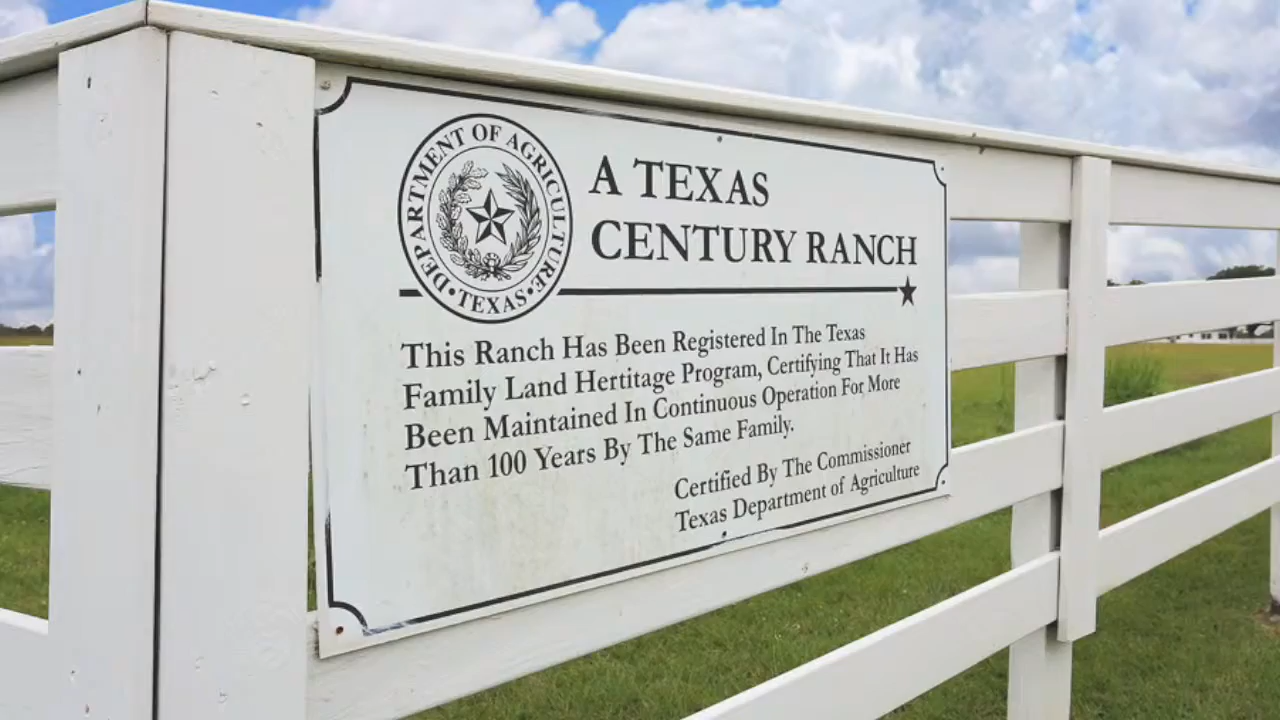 DEPARTMENT OF AGRICULTURE
•TEXAS•
A TEXAS
CENTURY RANCH
This Ranch Has Been Registered In The Texas
Family Land Hertitage Program, Certifying That It Has
Been Maintained In Continuous Operation For More
Than 100 Years By The Same Family.
Certified By The Commissioner
Texas Department of Agriculture